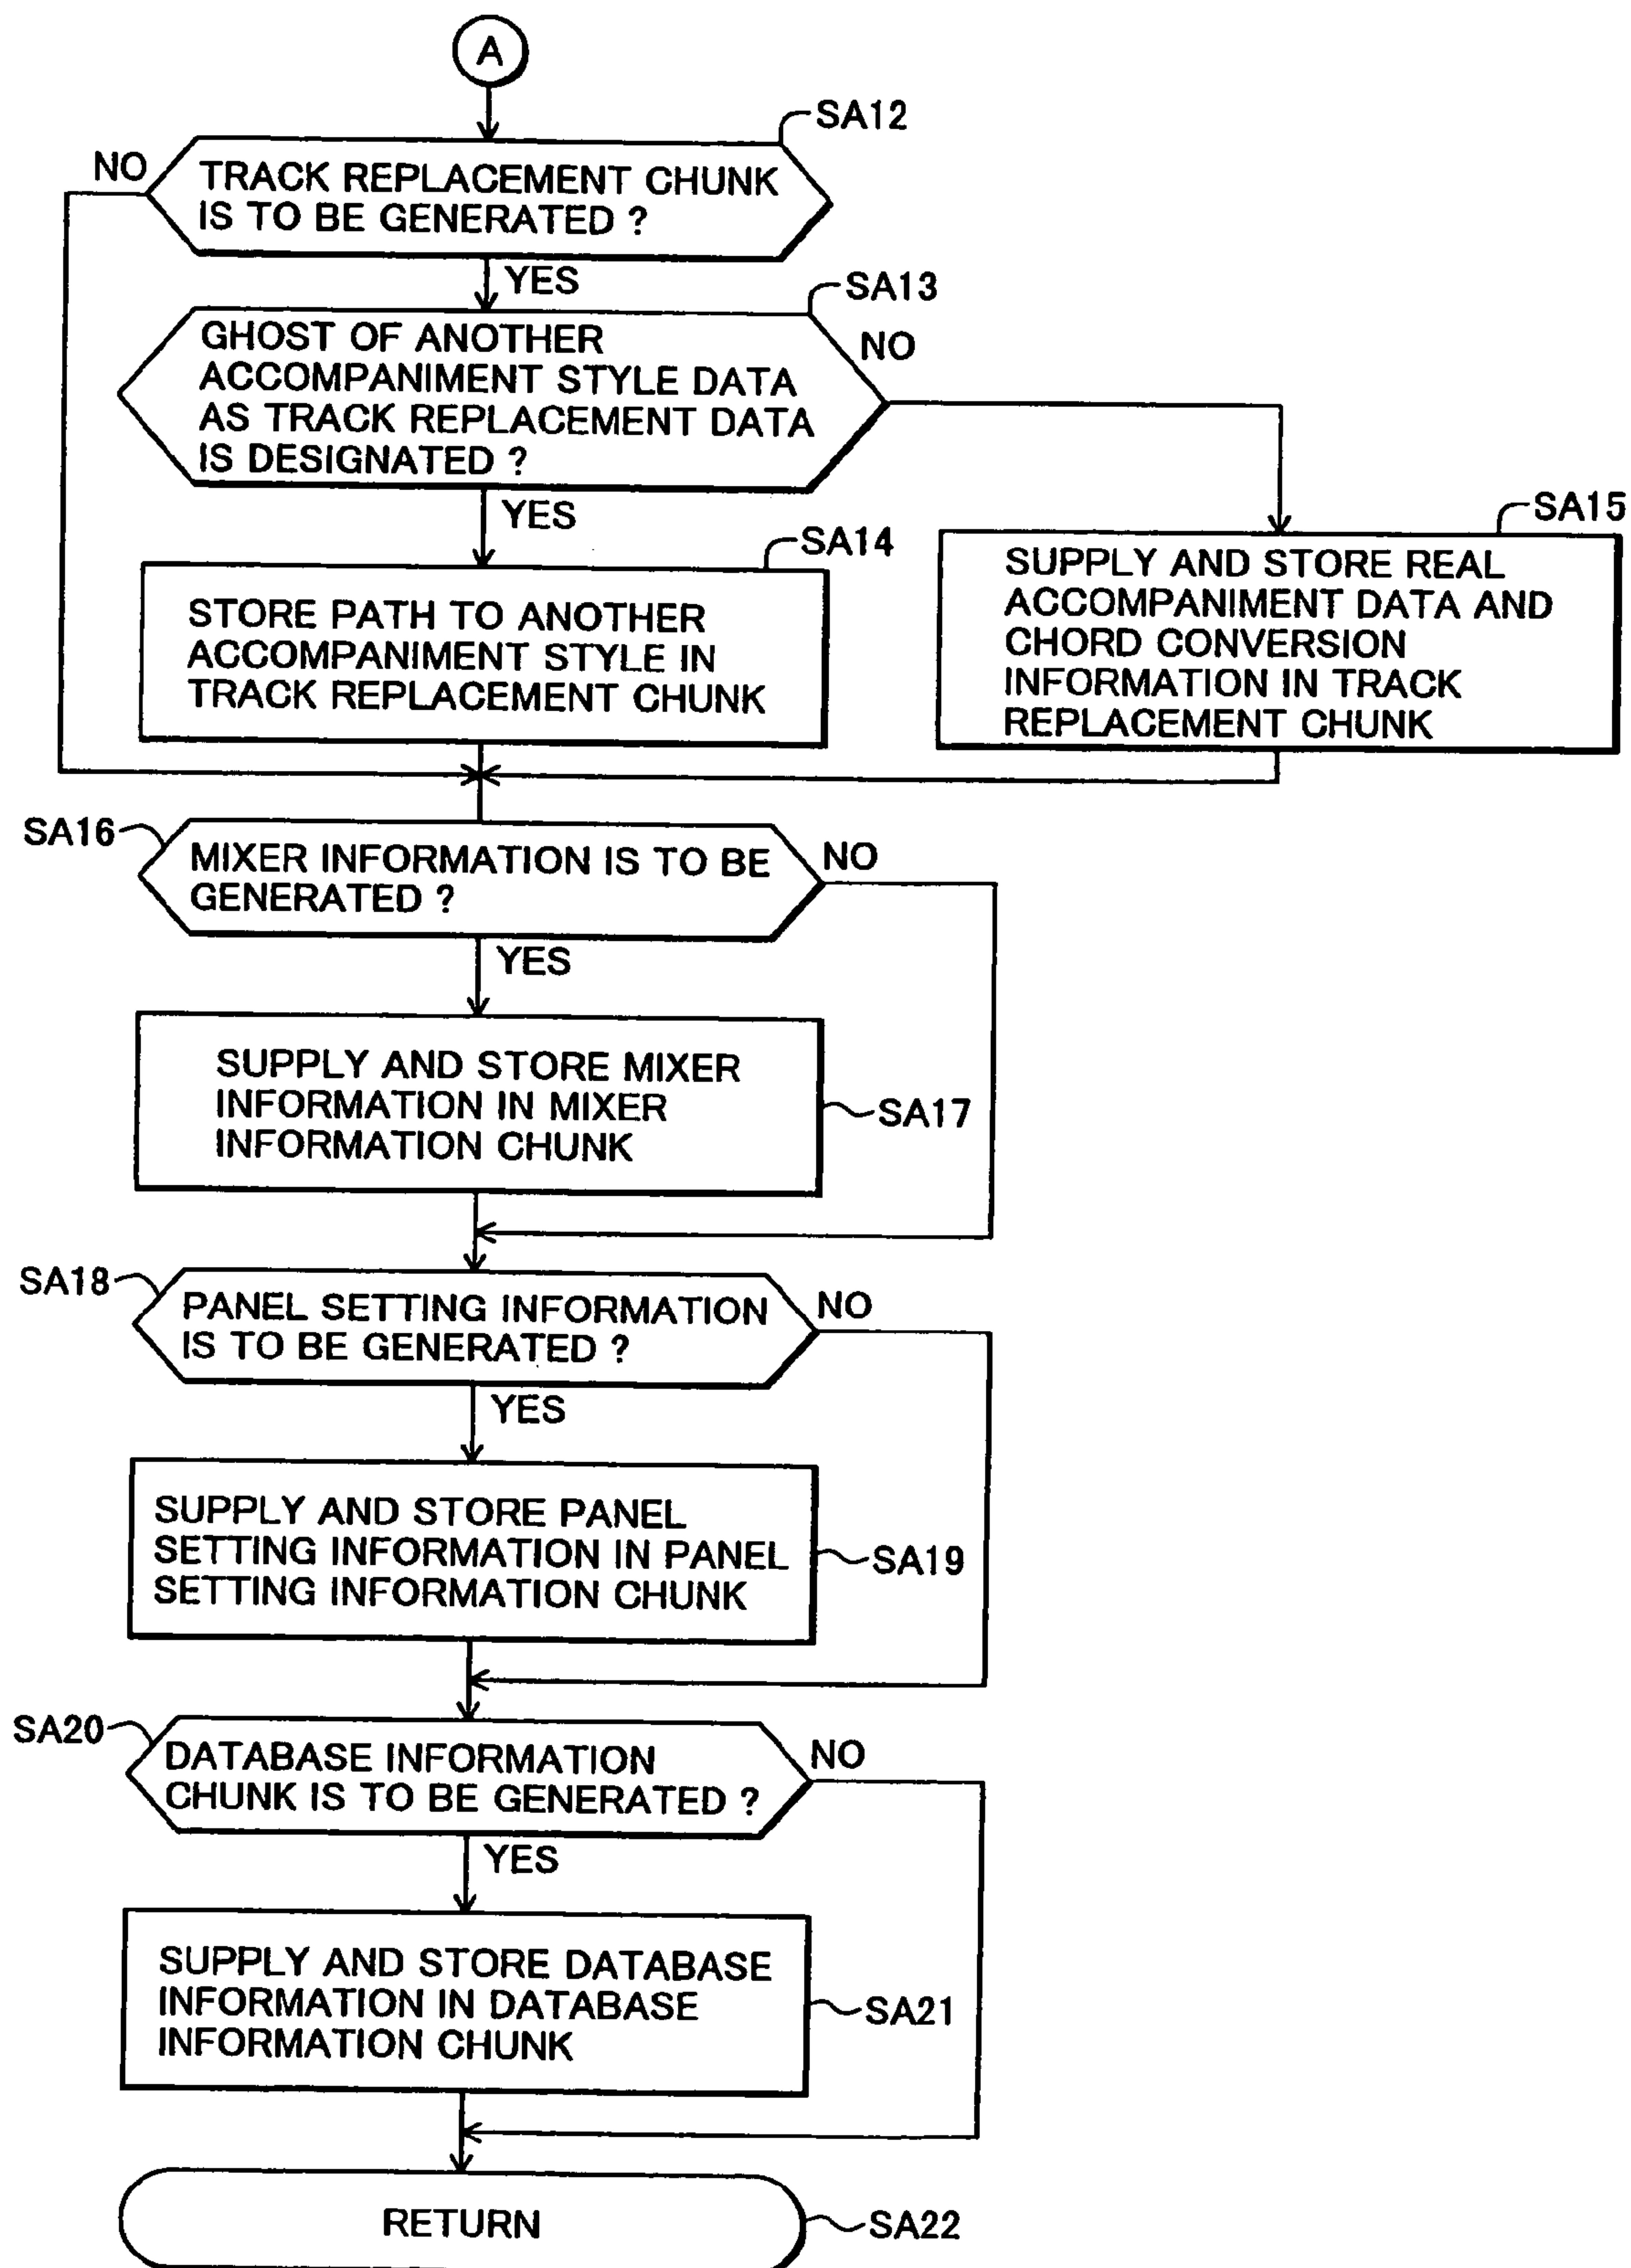 A
SA12
NO
TRACK REPLACEMENT CHUNK
IS TO BE GENERATED ?
YES
SA13
GHOST OF ANOTHER
ACCOMPANIMENT STYLE DATA
AS TRACK REPLACEMENT DATA
IS DESIGNATED ?
NO
YES
SA14
STORE PATH TO ANOTHER
ACCOMPANIMENT STYLE IN
TRACK REPLACEMENT CHUNK
SA15
SUPPLY AND STORE REAL
ACCOMPANIMENT DATA AND
CHORD CONVERSION
INFORMATION IN TRACK
REPLACEMENT CHUNK
SA16
MIXER INFORMATION IS TO BE
GENERATED ?
NO
YES
SUPPLY AND STORE MIXER
INFORMATION IN MIXER
INFORMATION CHUNK
SA17
SA18
PANEL SETTING INFORMATION
IS TO BE GENERATED ?
NO
YES
SUPPLY AND STORE PANEL
SETTING INFORMATION IN PANEL
SETTING INFORMATION CHUNK
SA19
SA20
DATABASE INFORMATION
CHUNK IS TO BE GENERATED ?
NO
YES
SUPPLY AND STORE DATABASE
INFORMATION IN DATABASE
INFORMATION CHUNK
SA21
RETURN
SA22